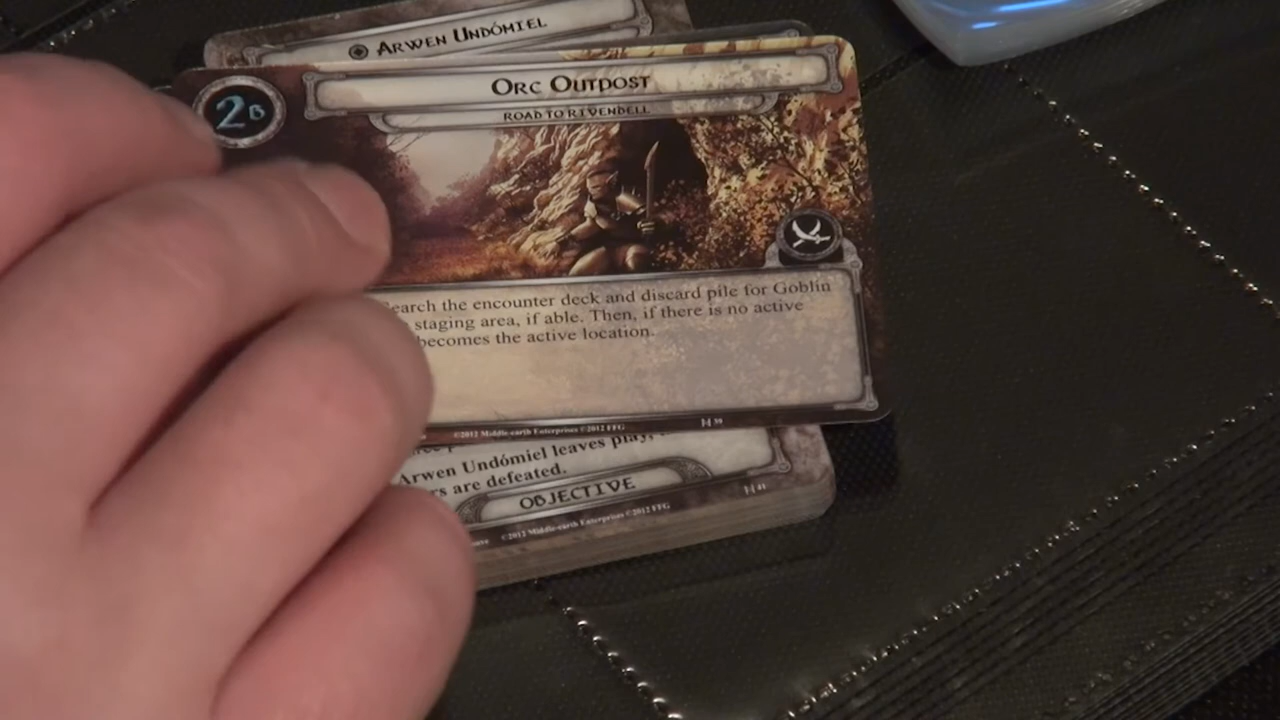 ARWEN UNDÓMIEL
2B
ORC OUTPOST
ROAD TO RIVENDELL
earch the encounter deck and discard pile for Goblin
staging area, if able. Then, if there is no active
becomes the active location.
©2012 Middle-earth Enterprises ©2012 FFG
39
Arwen Undómiel leaves play,
rs are defeated.
OBJECTIVE
©2012 Middle-earth Enterprises ©2012 FFG
41